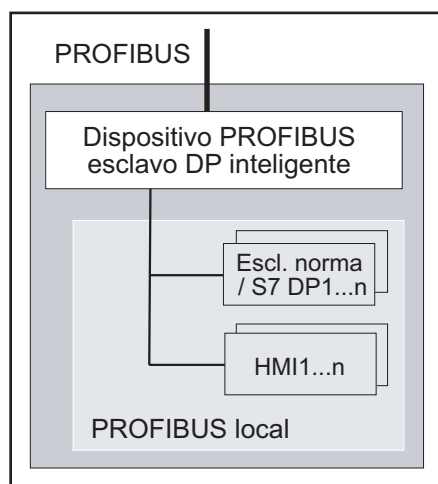 PROFIBUS
Dispositivo PROFIBUS
esclavo DP inteligente
Escl. norma
/ S7 DP1...n
HMI1...n
PROFIBUS local